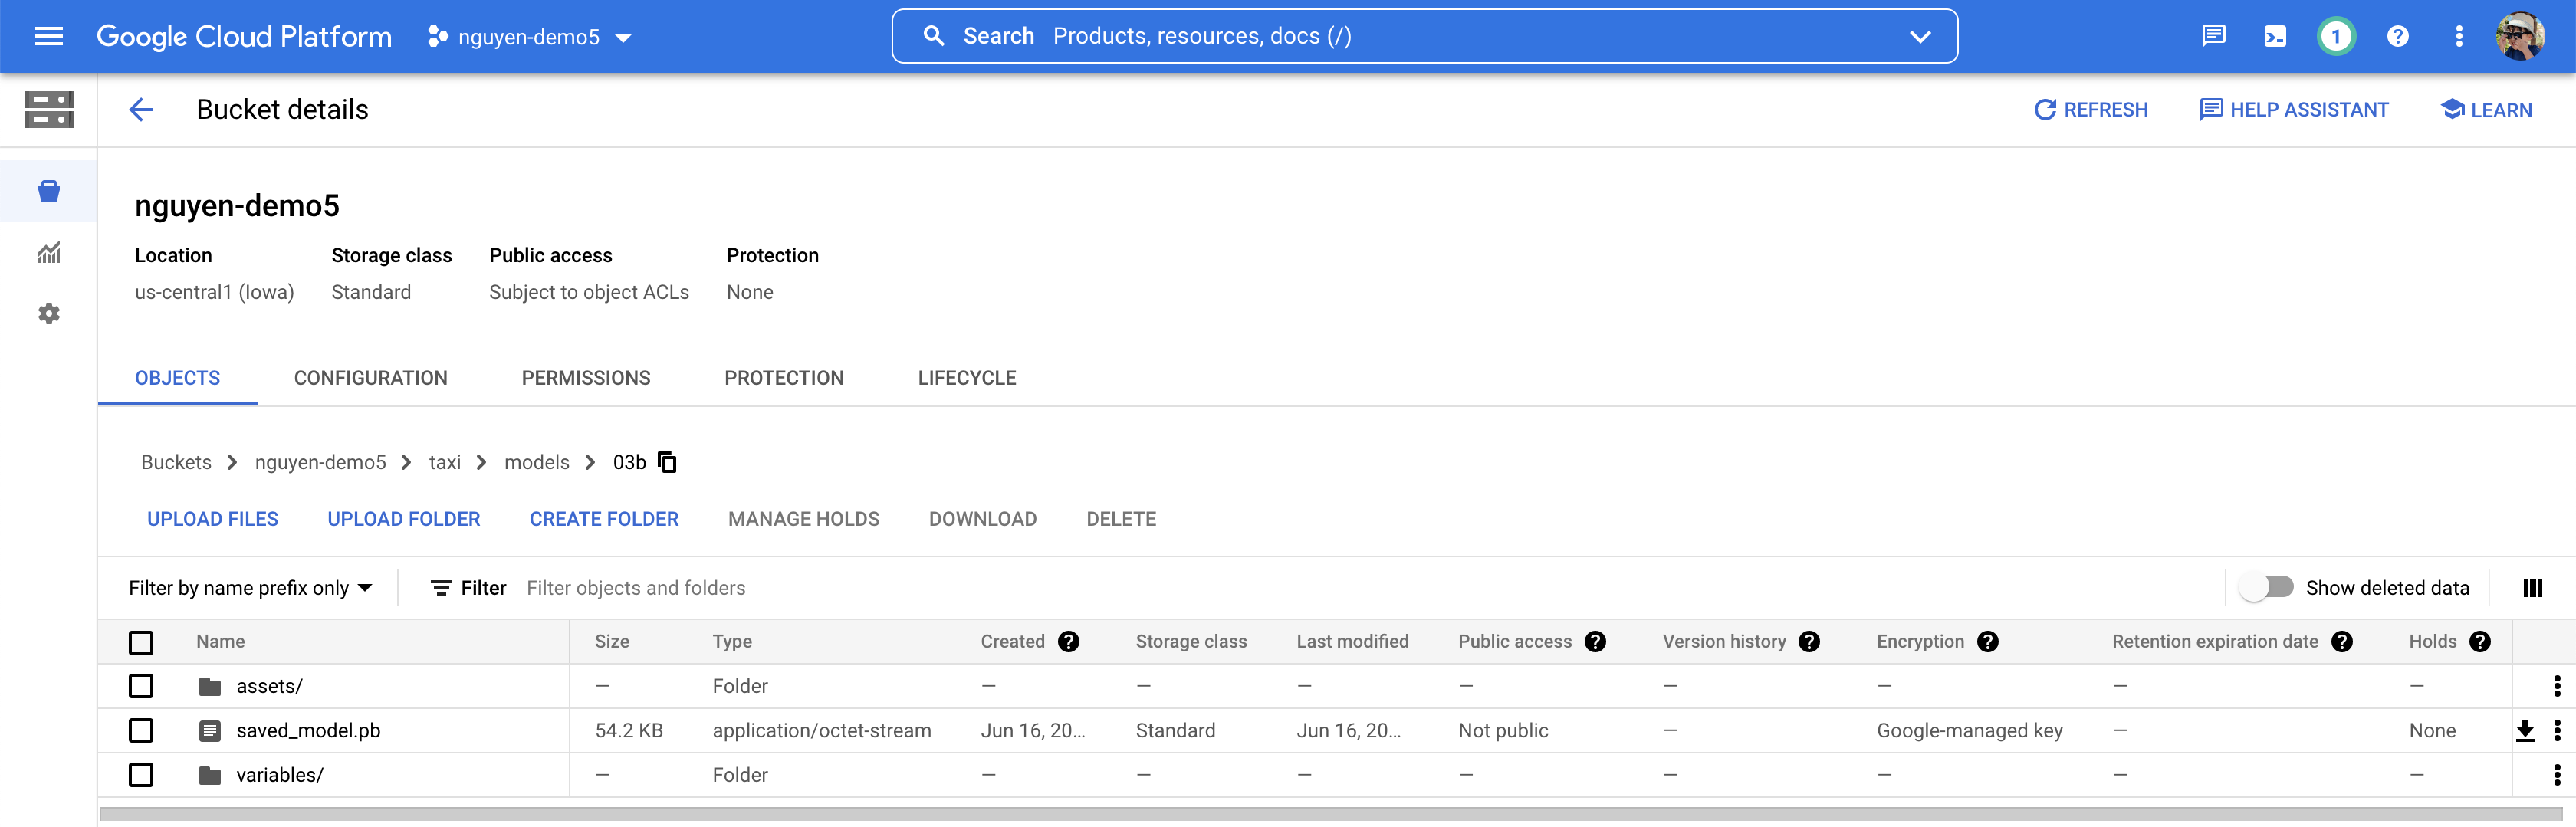 Google Cloud Platform nguyen-demo5 Search Products, resources, docs (/) 1
Bucket details REFRESH HELP ASSISTANT LEARN
nguyen-demo5
Location Storage class Public access Protection
us-central1 (Iowa) Standard Subject to object ACLs None
OBJECTS CONFIGURATION PERMISSIONS PROTECTION LIFECYCLE
Buckets > nguyen-demo5 > taxi > models > 03b
UPLOAD FILES UPLOAD FOLDER CREATE FOLDER MANAGE HOLDS DOWNLOAD DELETE
Filter by name prefix only Filter Filter objects and folders Show deleted data
Name Size Type Created Storage class Last modified Public access Version history Encryption Retention expiration date Holds
assets/ — Folder — — — — — — — —
saved_model.pb 54.2 KB application/octet-stream Jun 16, 20... Standard Jun 16, 20... Not public — Google-managed key — None
variables/ — Folder — — — — — — — —